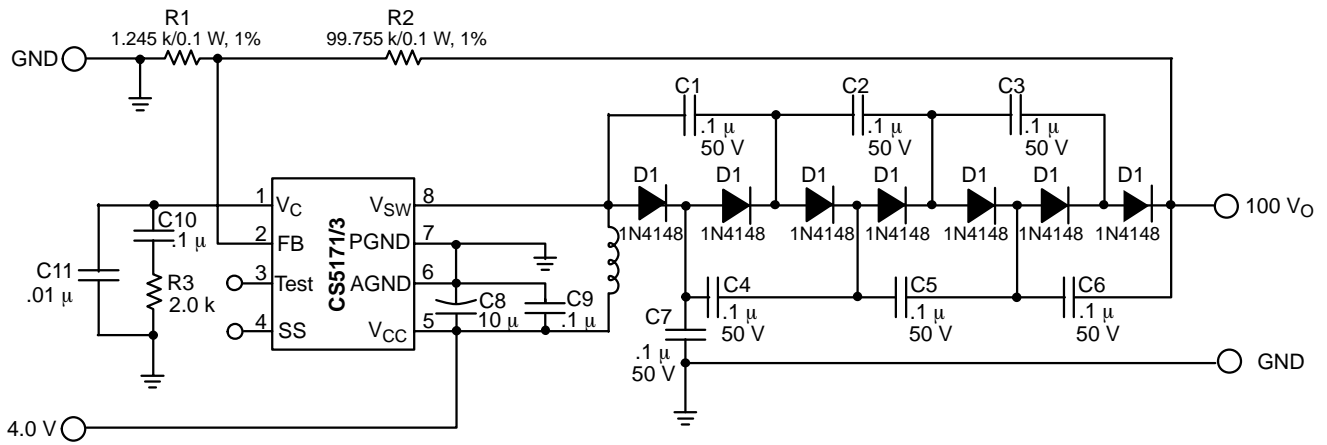 R1
1.245 k/0.1 W, 1%
R2
99.755 k/0.1 W, 1%
GND
C1
.1 μ
50 V
C2
.1 μ
50 V
C3
.1 μ
50 V
D1
1N4148
D1
1N4148
D1
1N4148
D1
1N4148
D1
1N4148
D1
1N4148
D1
1N4148
100 VO
1
VC
2
FB
3
Test
4
SS
CS5171/3
VSW
8
PGND
7
AGND
6
VCC
5
C10
.1 μ
C11
.01 μ
R3
2.0 k
C8
10 μ
C9
.1 μ
C7
.1 μ
50 V
C4
.1 μ
50 V
C5
.1 μ
50 V
C6
.1 μ
50 V
GND
4.0 V